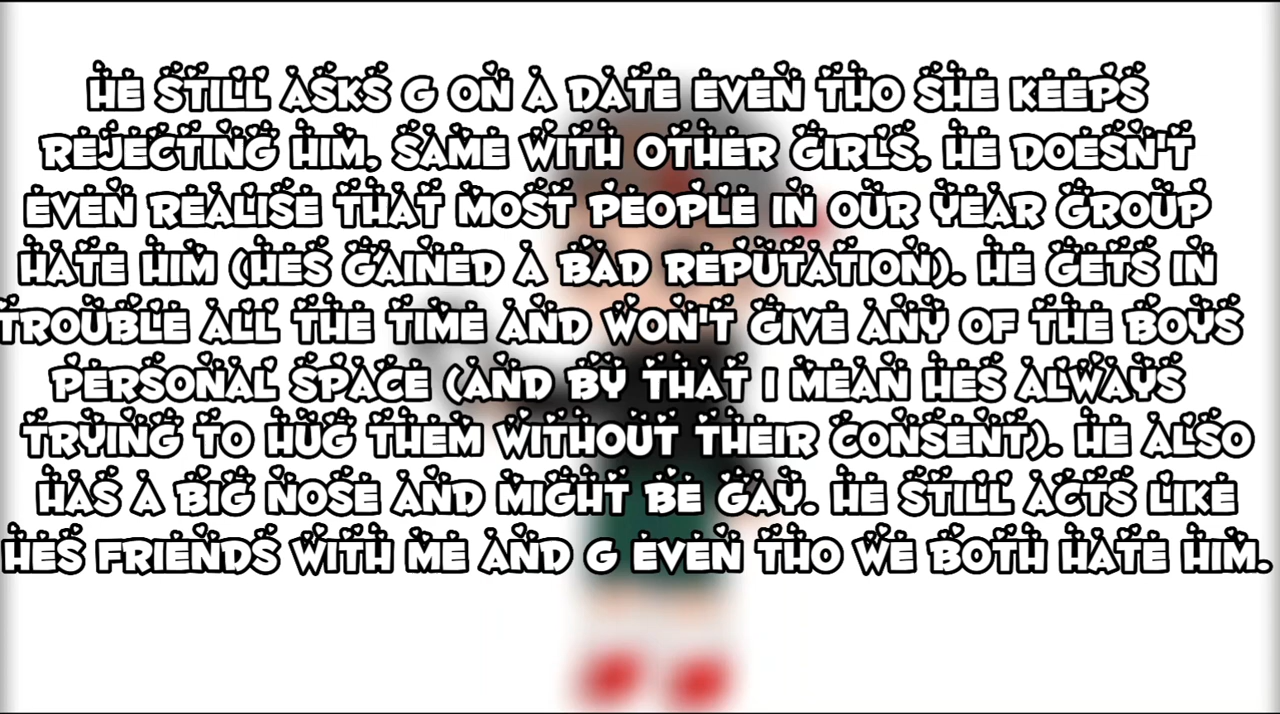 HE STILL ASKS G ON A DATE EVEN THO SHE KEEPS
REJECTING HIM, SAME WITH OTHER GIRLS, HE DOESN'T
EVEN REALISE THAT MOST PEOPLE IN OUR YEAR GROUP
HATE HIM (HES GAINED A BAD REPUTATION). HE GETS IN
TROUBLE ALL THE TIME AND WON'T GIVE ANY OF THE BOYS
PERSONAL SPACE (AND BY THAT I MEAN HES ALWAYS
TRYING TO HUG THEM WITHOUT THEIR CONSENT). HE ALSO
HAS A BIG NOSE AND MIGHT BE GAY. HE STILL ACTS LIKE
HES FRIENDS WITH ME AND G EVEN THO WE BOTH HATE HIM.